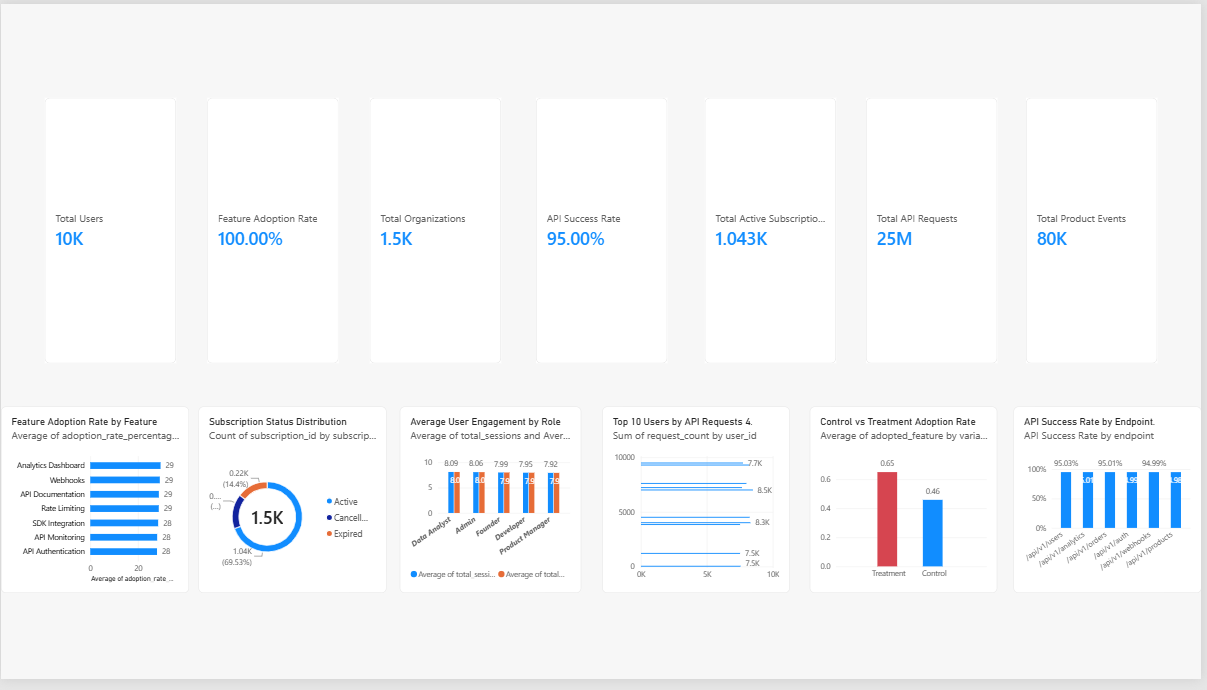 Total Users
10K
Feature Adoption Rate
100.00%
Total Organizations
1.5K
API Success Rate
95.00%
Total Active Subscriptio...
1.043K
Total API Requests
25M
Total Product Events
80K
Feature Adoption Rate by Feature
Average of adoption_rate_percentag...
Analytics Dashboard 29
Webhooks 29
API Documentation 29
Rate Limiting 29
SDK Integration 28
API Monitoring 28
API Authentication 28
0 20
Average of adoption_rate_...
Subscription Status Distribution
Count of subscription_id by subscrip...
0.22K
(14.4%)
0....
(...)
1.5K
1.04K
(69.53%)
Active
Cancell...
Expired
Average User Engagement by Role
Average of total_sessions and Aver...
10
5
0
8.09 8.06 7.99 7.95 7.92
Data Analyst
Admin
Founder
Developer
Product Manager
Average of total_sessi... Average of total...
Top 10 Users by API Requests 4.
Sum of request_count by user_id
10000
5000
0
7.7K
8.5K
8.3K
7.5K
7.5K
0K 5K 10K
Control vs Treatment Adoption Rate
Average of adopted_feature by varia...
0.6
0.4
0.2
0.0
0.65
0.46
Treatment Control
API Success Rate by Endpoint.
API Success Rate by endpoint
100%
50%
0%
95.03% 95.01% 94.99%
/api/v1/users
/api/v1/analytics
/api/v1/orders
/api/v1/auth
/api/v1/webhooks
/api/v1/products